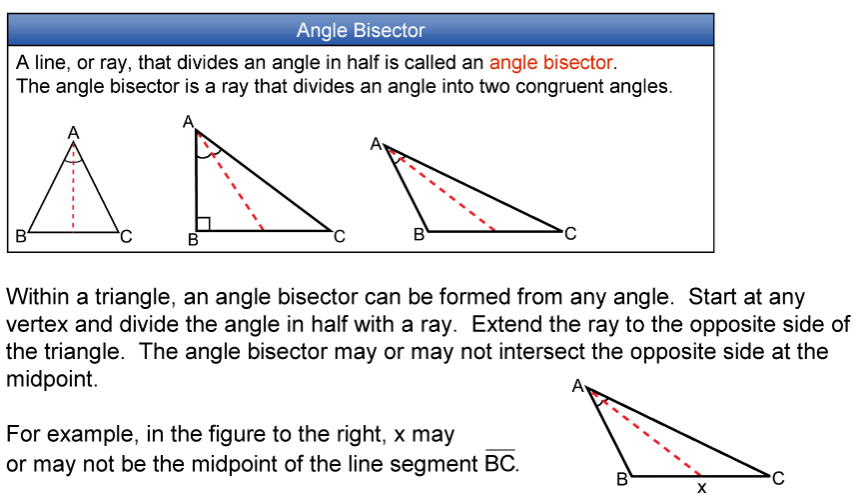 Angle Bisector
A line, or ray, that divides an angle in half is called an angle bisector.
The angle bisector is a ray that divides an angle into two congruent angles.
A
B
C
A
B
C
A
B
C
Within a triangle, an angle bisector can be formed from any angle.  Start at any
vertex and divide the angle in half with a ray.  Extend the ray to the opposite side of
the triangle.  The angle bisector may or may not intersect the opposite side at the
midpoint.
For example, in the figure to the right, x may
or may not be the midpoint of the line segment B̅C̅.
A
B
x
C